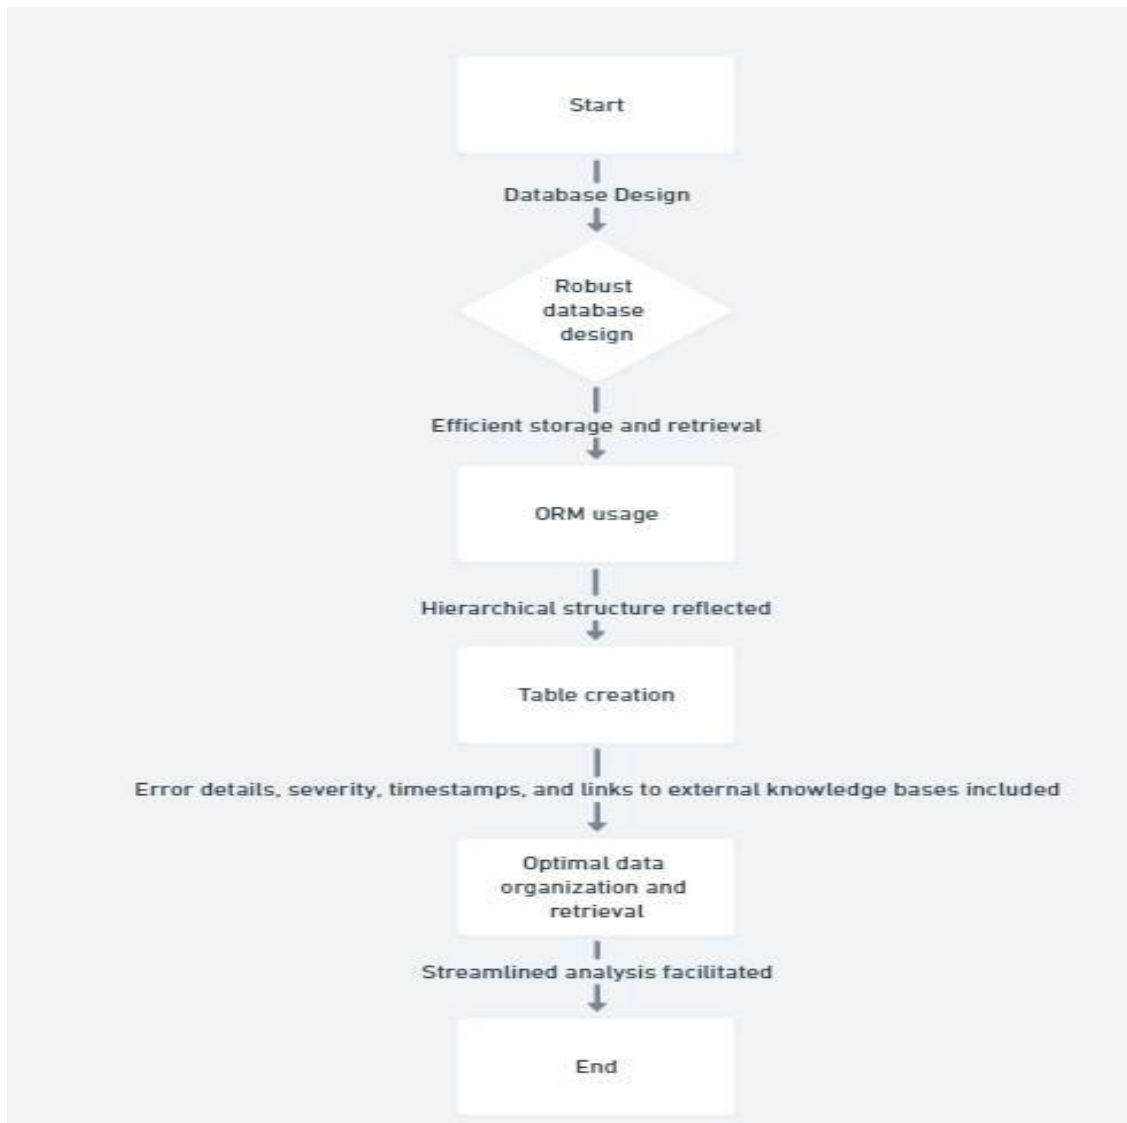 Start
Database Design
Robust
database
design
Efficient storage and retrieval
ORM usage
Hierarchical structure reflected
Table creation
Error details, severity, timestamps, and links to external knowledge bases included
Optimal data
organization and
retrieval
Streamlined analysis facilitated
End